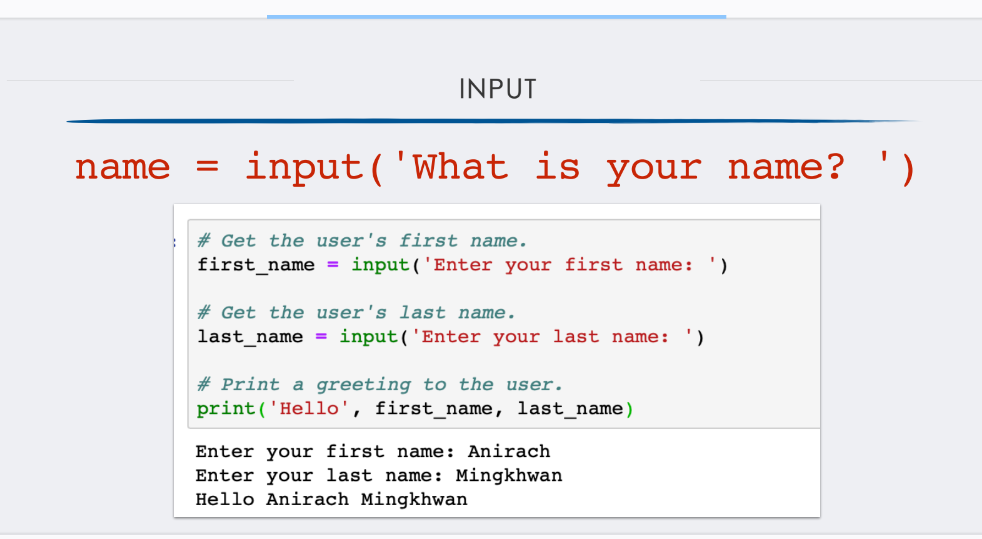 INPUT
name = input('What is your name? ')
# Get the user's first name.
first_name = input('Enter your first name: ')
# Get the user's last name.
last_name = input('Enter your last name: ')
# Print a greeting to the user.
print('Hello', first_name, last_name)
Enter your first name: Anirach
Enter your last name: Mingkhwan
Hello Anirach Mingkhwan